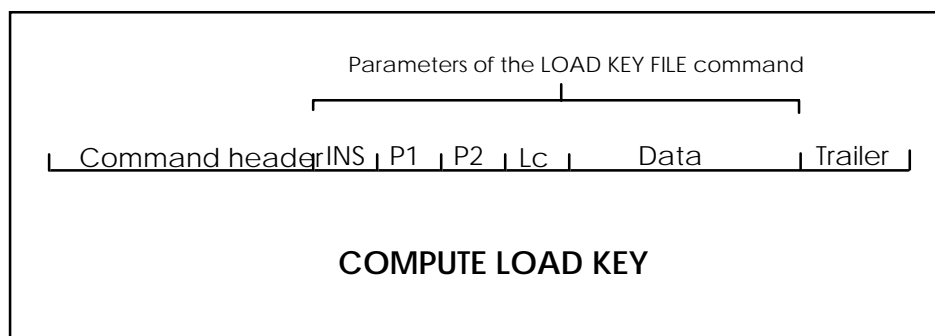 Parameters of the LOAD KEY FILE command
Command header INS P1 P2 Lc Data Trailer
COMPUTE LOAD KEY